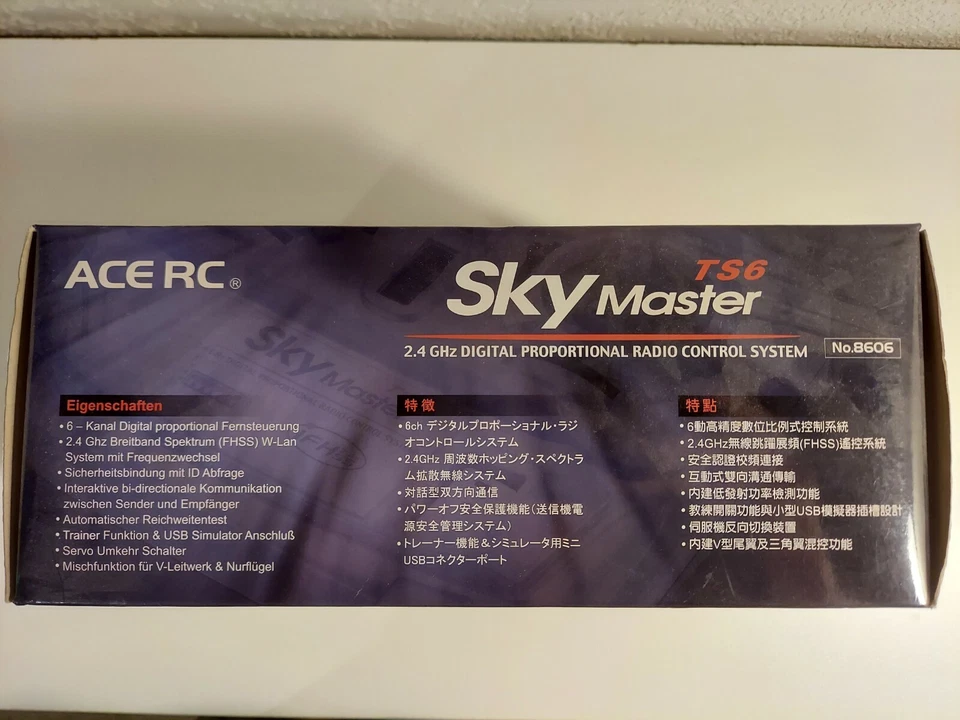 ACE RC®
Sky Master TS6
2.4 GHz DIGITAL PROPORTIONAL RADIO CONTROL SYSTEM
No.8606
Eigenschaften
• 6 – Kanal Digital proportional Fernsteuerung
• 2.4 Ghz Breitband Spektrum (FHSS) W-Lan
System mit Frequenzwechsel
• Sicherheitsbindung mit ID Abfrage
• Interaktive bi-direktionale Kommunikation
zwischen Sender und Empfänger
• Automatischer Reichweitentest
• Trainer Funktion & USB Simulator Anschluß
• Servo Umkehr Schalter
• Mischfunktion für V-Leitwerk & Nurflügel
特徴
• 6ch デジタルプロポーショナル・ラジ
オコントロールシステム
• 2.4GHz 周波数ホッピング・スペクトラ
ム拡散無線システム
• 対話型双方向通信
• パワーオフ安全保護機能(送信機電
源安全管理システム)
• トレーナー機能＆シミュレータ用ミニ
USBコネクターポート
特點
• 6動高精度數位比例式控制系統
• 2.4GHz無線跳躍展頻(FHSS)遙控系統
• 安全認證校頻連接
• 互動式雙向溝通傳輸
• 內建低發射功率檢測功能
• 教練開關功能與小型USB模擬器插槽設計
• 伺服機反向切換裝置
• 內建V型尾翼及三角翼混控功能